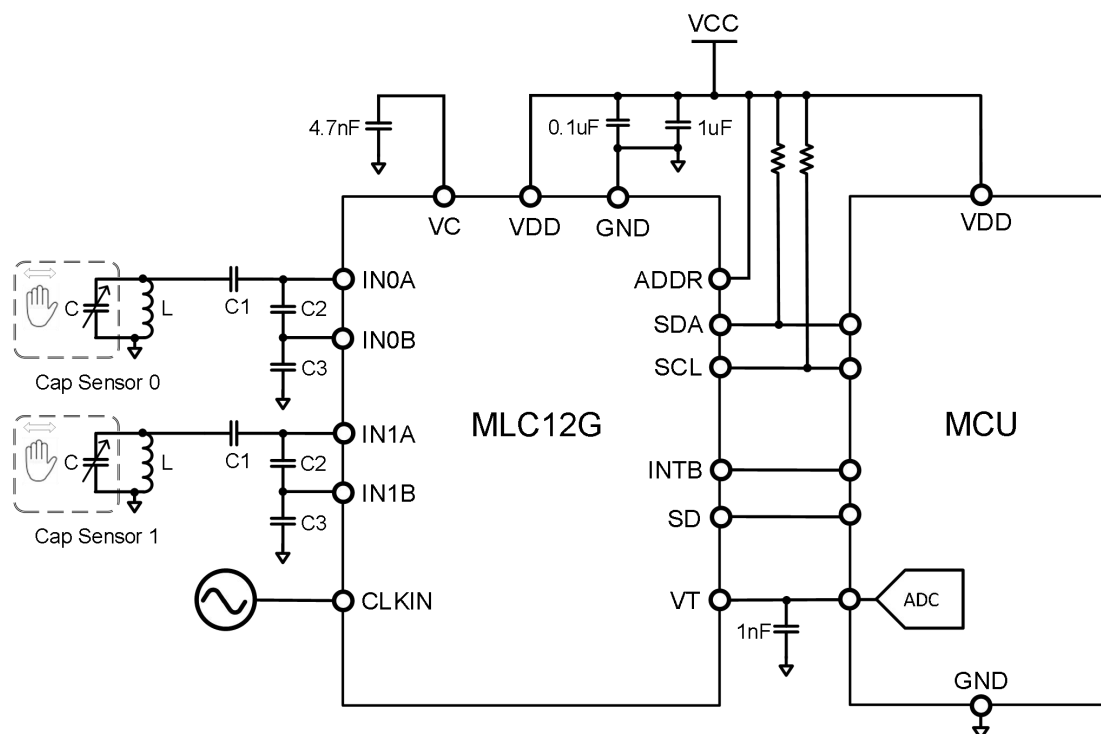 VCC
4.7nF
0.1uF
1uF
VC
VDD
GND
VDD
C
L
C1
C2
C3
IN0A
IN0B
ADDR
SDA
SCL
Cap Sensor 0
MLC12G
MCU
C
L
C1
C2
C3
IN1A
IN1B
INTB
SD
Cap Sensor 1
CLKIN
VT
ADC
1nF
GND